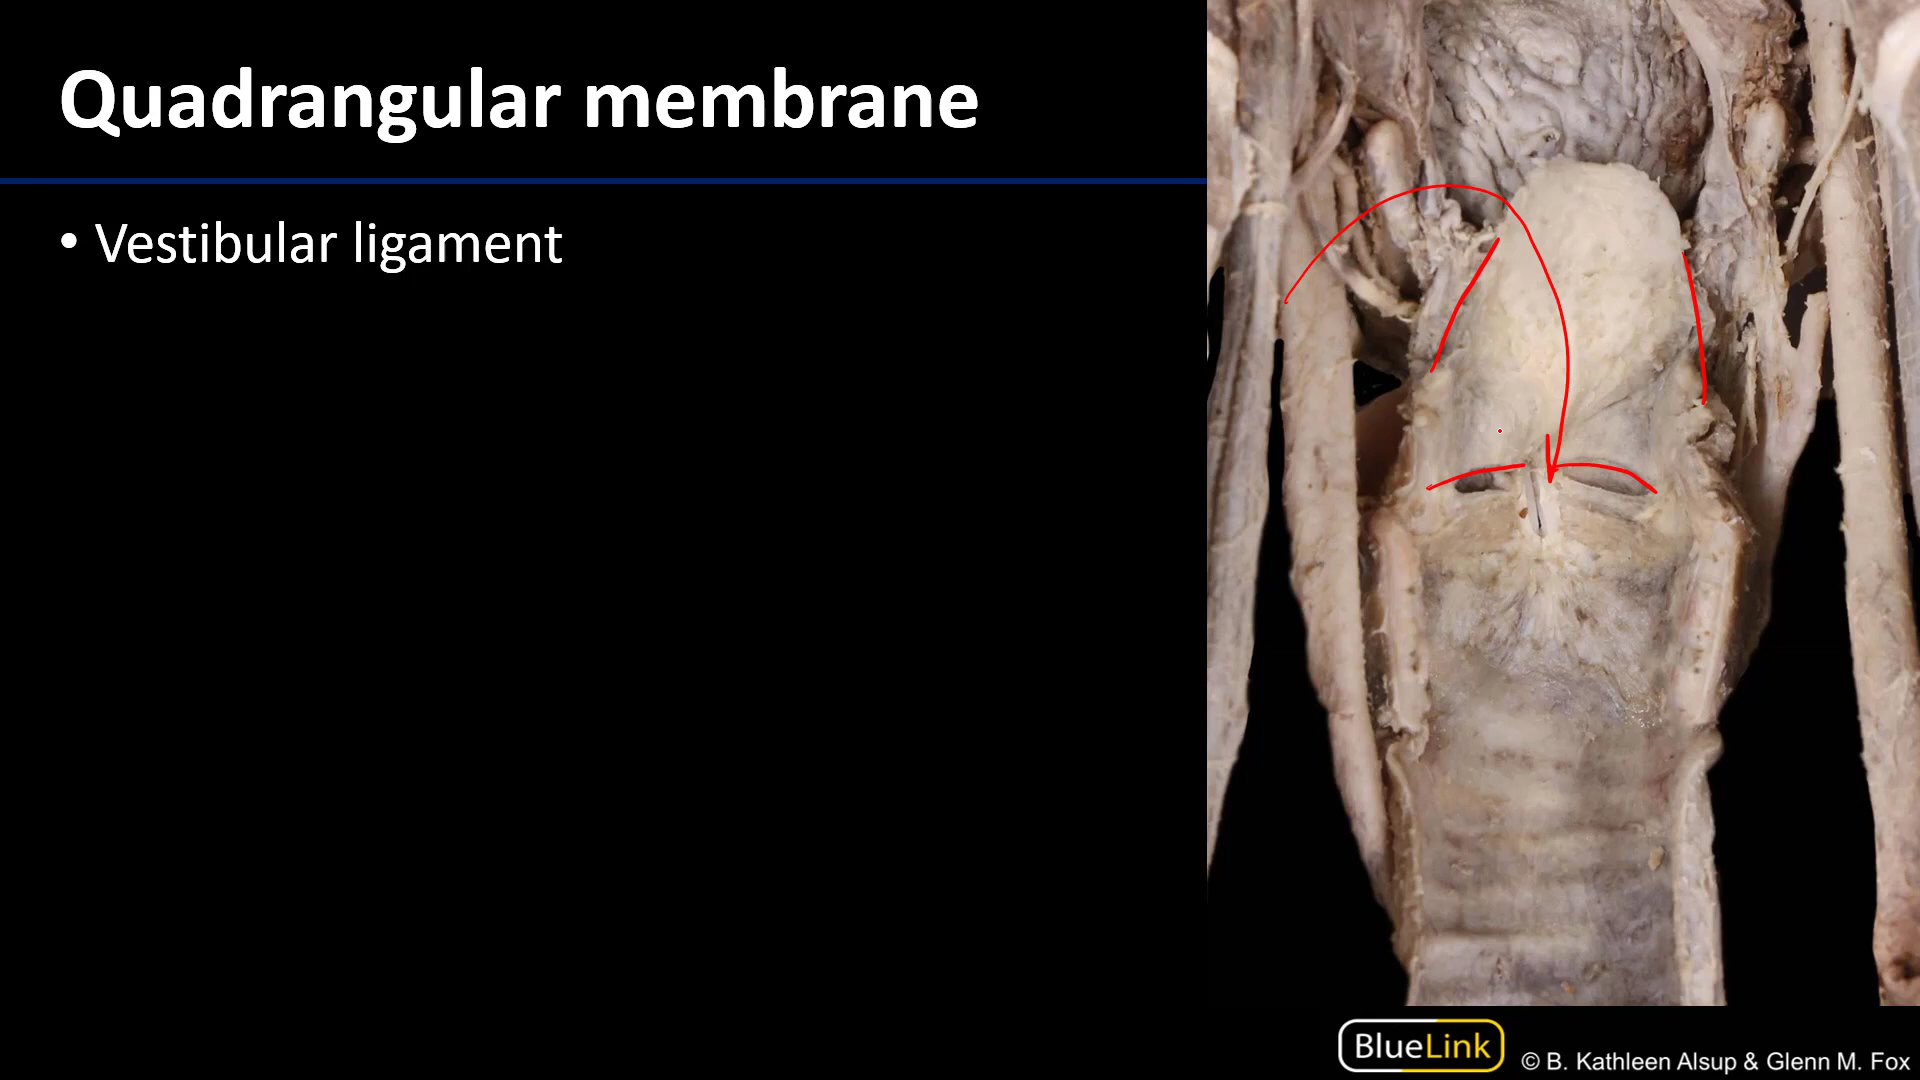 Quadrangular membrane
• Vestibular ligament
BlueLink
© B. Kathleen Alsup & Glenn M. Fox